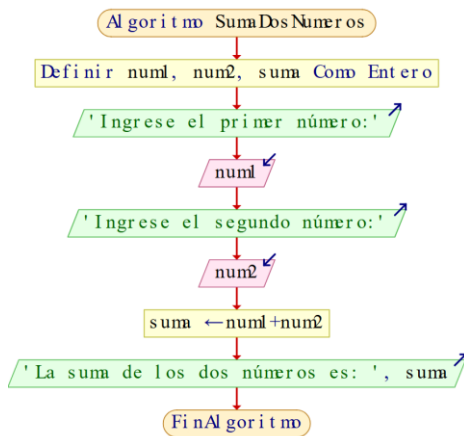 Algoritmo SumaDosNumeros
Definir num1, num2, suma Como Entero
'Ingrese el primer número:'
num1
'Ingrese el segundo número:'
num2
suma ←num1+num2
'La suma de los dos números es: ', suma
FinAlgoritmo